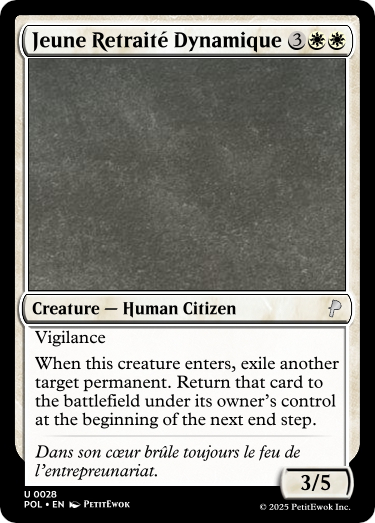 Jeune Retraité Dynamique 3
Creature — Human Citizen
Vigilance
When this creature enters, exile another
target permanent. Return that card to
the battlefield under its owner's control
at the beginning of the next end step.
Dans son cœur brûle toujours le feu de
l'entrepreunariat.
3/5
U 0028
POL • EN PetitEwok
© 2025 PetitEwok Inc.